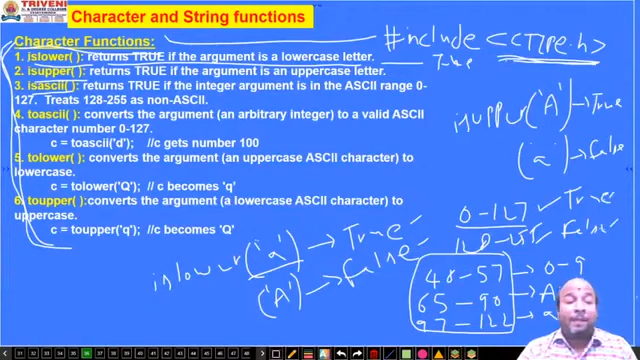 TRIVENI
Character and String functions
Character Functions:
1. islower( ): returns TRUE if the argument is a lowercase letter.
2. isupper( ): returns TRUE if the argument is an uppercase letter.
3. isascii( ): returns TRUE if the integer argument is in the ASCII range 0-
127. Treats 128-255 as non-ASCII.
4. toascii( ): converts the argument (an arbitrary integer) to a valid ASCII
character number 0-127.
c = toascii('d'); //c gets number 100
5. tolower( ): converts the argument (an uppercase ASCII character) to
lowercase.
c = tolower('Q') // c becomes 'q'
6. toupper( ):converts the argument (a lowercase ASCII character) to
uppercase.
c = toupper('q'); //c becomes 'Q'
#include <CTYPE.h>
True
isupper('A') → True
('a') → False
0-127 True
128-255 False
islower('a') → True
('A') → False
48-57 → 0-9
65-90 → A
97-122 → a